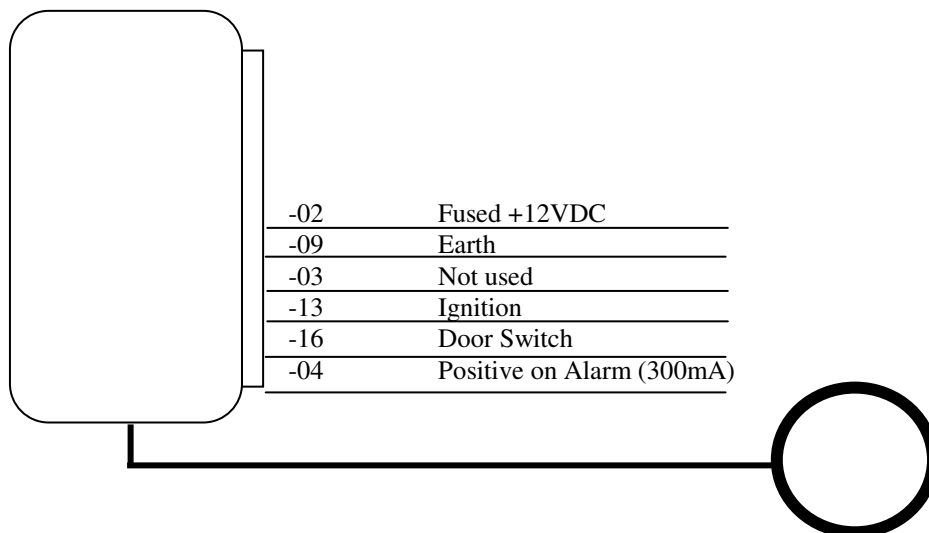 -02 Fused +12VDC
-09 Earth
-03 Not used
-13 Ignition
-16 Door Switch
-04 Positive on Alarm (300mA)